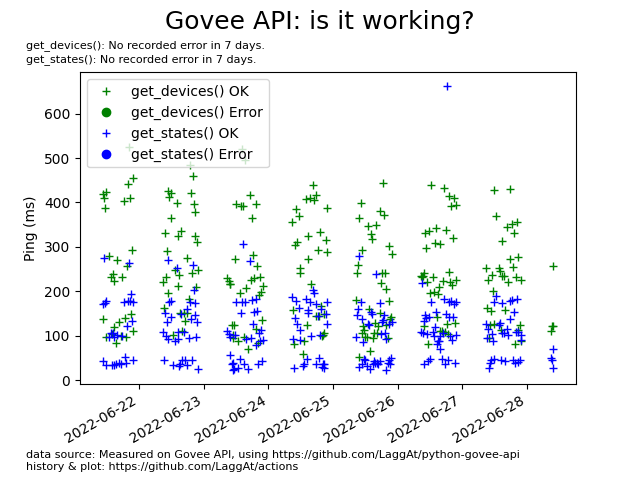 Govee API: is it working?
get_devices(): No recorded error in 7 days.
get_states(): No recorded error in 7 days.
get_devices() OK
get_devices() Error
get_states() OK
get_states() Error
Ping (ms)
600
500
400
300
200
100
0
2022-06-22
2022-06-23
2022-06-24
2022-06-25
2022-06-26
2022-06-27
2022-06-28
data source: Measured on Govee API, using https://github.com/LaggAt/python-govee-api
history & plot: https://github.com/LaggAt/actions